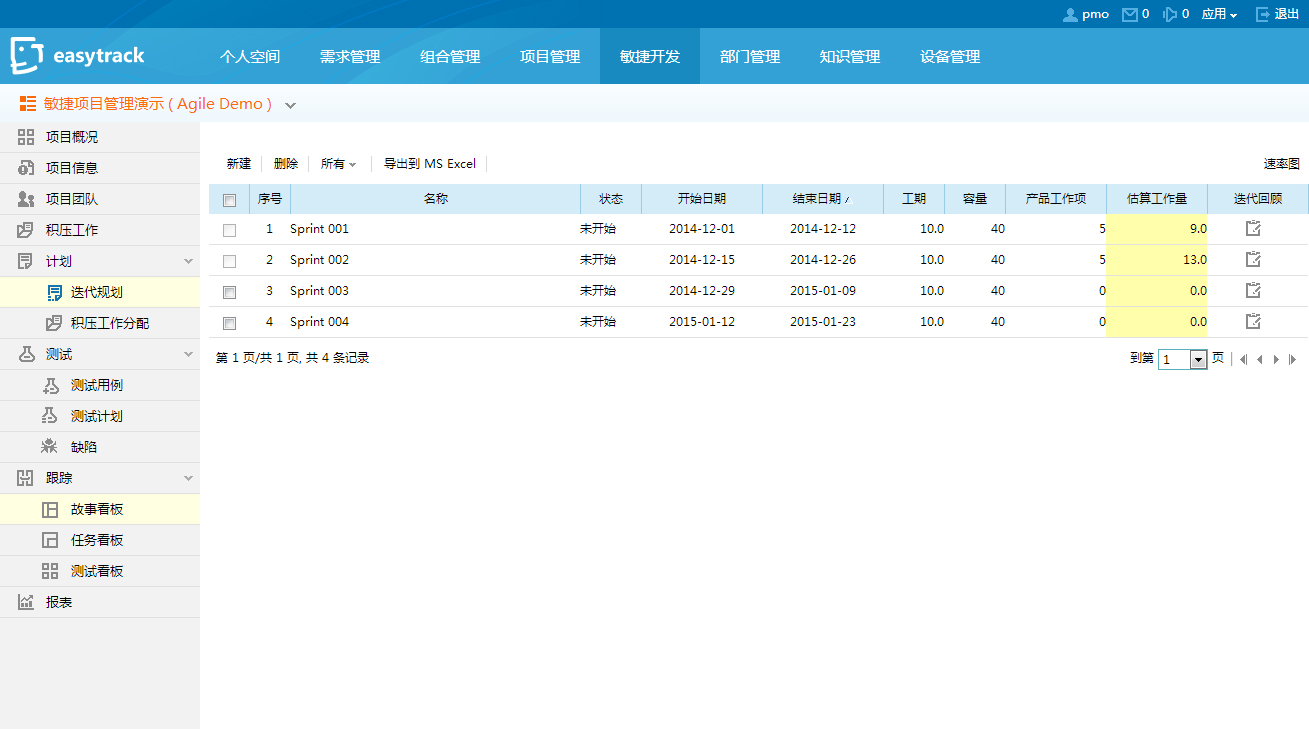 pmo 0 0 应用 退出
easytrack 个人空间 需求管理 组合管理 项目管理 敏捷开发 部门管理 知识管理 设备管理
敏捷项目管理演示 ( Agile Demo )
项目概况
项目信息
项目团队
积压工作
计划
迭代规划
积压工作分配
测试
测试用例
测试计划
缺陷
跟踪
故事看板
任务看板
测试看板
报表
新建 删除 所有 导出到 MS Excel 速率图
序号 名称 状态 开始日期 结束日期 工期 容量 产品工作项 估算工作量 迭代回顾
1 Sprint 001 未开始 2014-12-01 2014-12-12 10.0 40 5 9.0
2 Sprint 002 未开始 2014-12-15 2014-12-26 10.0 40 5 13.0
3 Sprint 003 未开始 2014-12-29 2015-01-09 10.0 40 0 0.0
4 Sprint 004 未开始 2015-01-12 2015-01-23 10.0 40 0 0.0
第 1 页/共 1 页, 共 4 条记录 到第 1 页